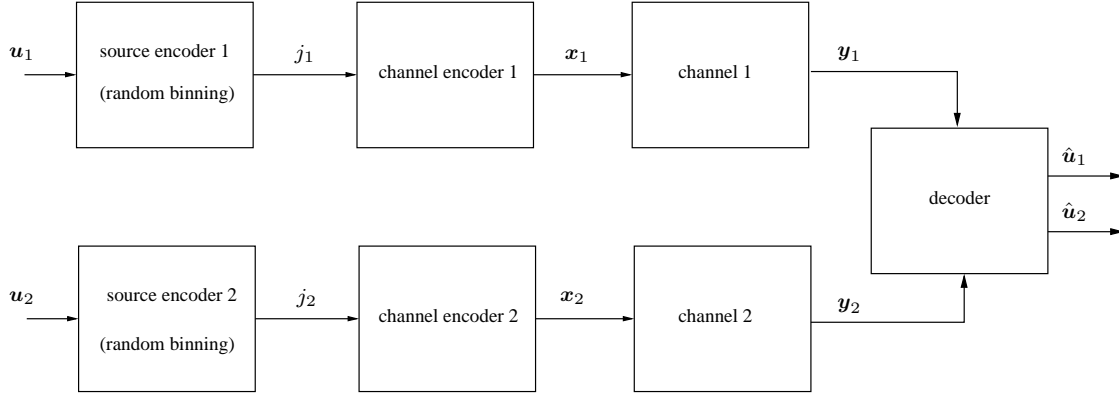 u₁
source encoder 1
(random binning)
j₁
channel encoder 1
x₁
channel 1
y₁
decoder
û₁
û₂
u₂
source encoder 2
(random binning)
j₂
channel encoder 2
x₂
channel 2
y₂